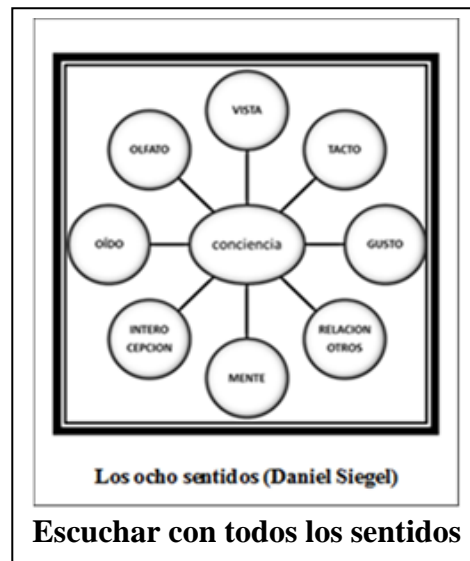 VISTA
OLFATO
TACTO
OÍDO
conciencia
GUSTO
INTERO
CEPCION
RELACION
OTROS
MENTE
Los ocho sentidos (Daniel Siegel)
Escuchar con todos los sentidos